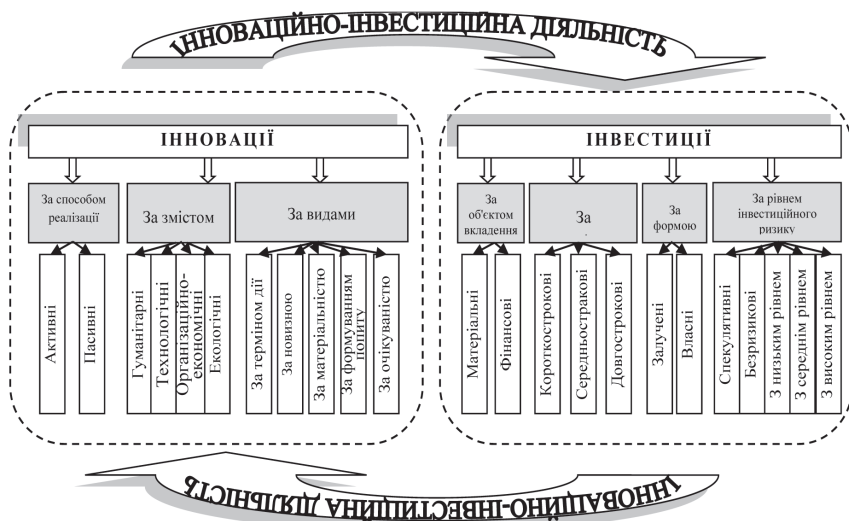 ІННОВАЦІЙНО-ІНВЕСТИЦІЙНА ДІЯЛЬНІСТЬ
ІННОВАЦІЇ
За способом
реалізації
За змістом
За видами
Активні
Пасивні
Гуманітарні
Технологічні
Організаційно-
економічні
Екологічні
За терміном дії
За новизною
За матеріальністю
За формуванням
попиту
За очікуваністю
ІНВЕСТИЦІЇ
За
об'єктом
вкладення
За
За
формою
За рівнем
інвестиційного
ризику
Матеріальні
Фінансові
Короткострокові
Середньостракові
Довгострокові
Залучені
Власні
Спекулятивні
Безризикові
З низьким рівнем
З середнім рівнем
З високим рівнем
ІННОВАЦІЙНО-ІНВЕСТИЦІЙНА ДІЯЛЬНІСТЬ